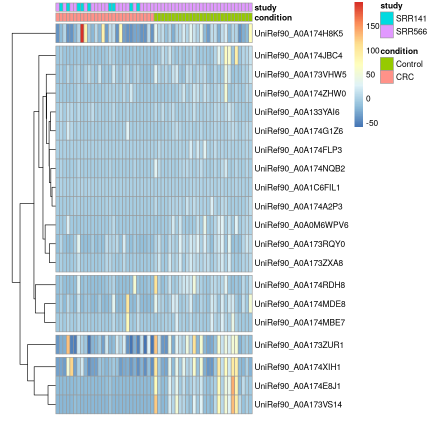 study
condition
UniRef90_A0A174H8K5
UniRef90_A0A174JBC4
UniRef90_A0A173VHW5
UniRef90_A0A174ZHW0
UniRef90_A0A133YAI6
UniRef90_A0A174G1Z6
UniRef90_A0A174FLP3
UniRef90_A0A174NQB2
UniRef90_A0A1C6FIL1
UniRef90_A0A174A2P3
UniRef90_A0A0M6WPV6
UniRef90_A0A173RQY0
UniRef90_A0A173ZXA8
UniRef90_A0A174RDH8
UniRef90_A0A174MDE8
UniRef90_A0A174MBE7
UniRef90_A0A173ZUR1
UniRef90_A0A174XIH1
UniRef90_A0A174E8J1
UniRef90_A0A173VS14
150
100
50
0
-50
study
SRR141
SRR566
condition
Control
CRC